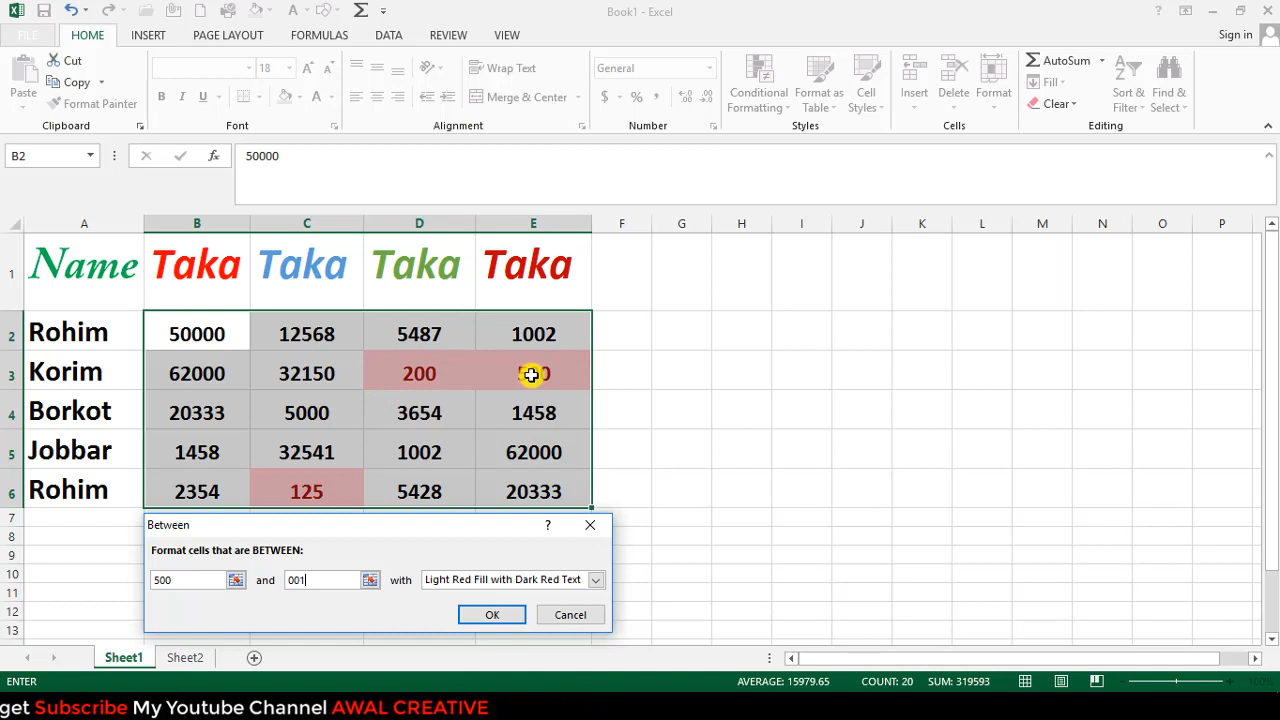 Book1 - Excel
Sign in
FILE HOME INSERT PAGE LAYOUT FORMULAS DATA REVIEW VIEW
Paste
Cut
Copy
Format Painter
Clipboard
18
B I U
Font
Wrap Text
Merge & Center
Alignment
General
$ % ,
Number
Conditional Formatting
Format as Table
Cell Styles
Styles
Insert
Delete
Format
Cells
AutoSum
Fill
Clear
Sort & Filter
Find & Select
Editing
B2
fx
50000
A B C D E F G H I J K L M N O P
1 Name Taka Taka Taka Taka
2 Rohim 50000 12568 5487 1002
3 Korim 62000 32150 200
4 Borkot 20333 5000 3654 1458
5 Jobbar 1458 32541 1002 62000
6 Rohim 2354 125 5428 20333
7
8
9
10
11
12
13
Between
?
Format cells that are BETWEEN:
500 and 001 with Light Red Fill with Dark Red Text
OK Cancel
Sheet1 Sheet2
ENTER
AVERAGE: 15979.65 COUNT: 20 SUM: 319593
100%
get Subscribe My Youtube Channel AWAL CREATIVE